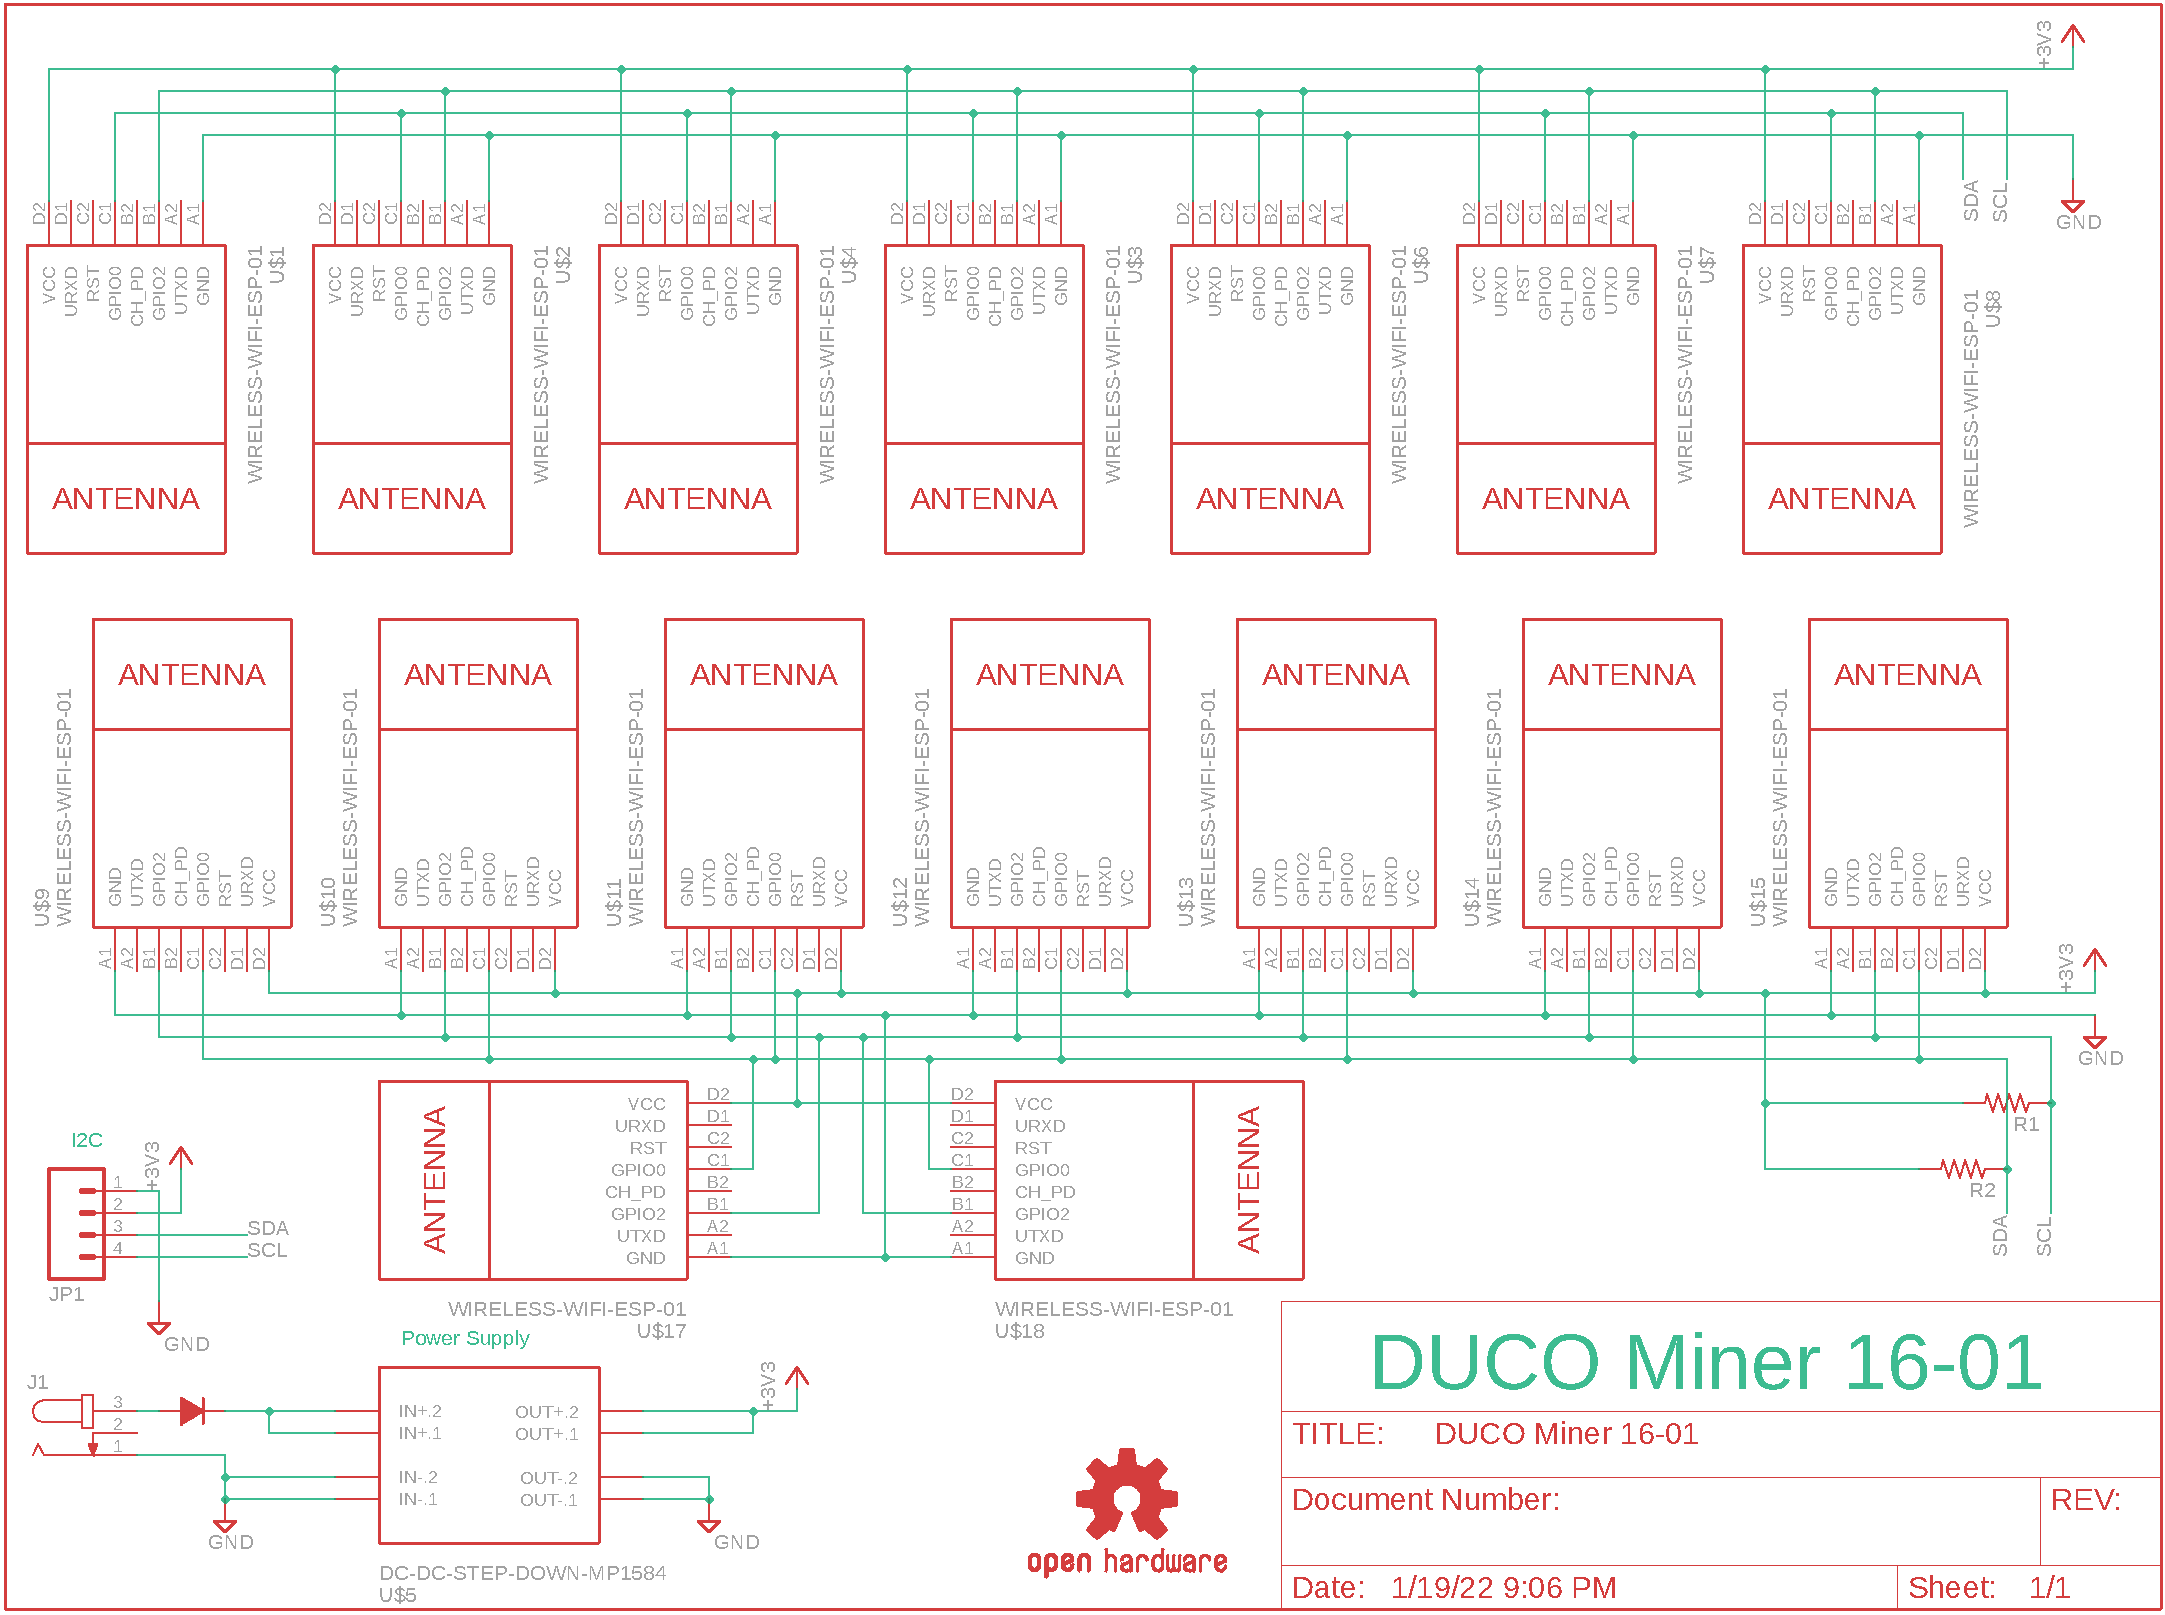 +3V3
D2 D1 C2 C1 B2 B1 A2 A1
D2 D1 C2 C1 B2 B1 A2 A1
D2 D1 C2 C1 B2 B1 A2 A1
D2 D1 C2 C1 B2 B1 A2 A1
D2 D1 C2 C1 B2 B1 A2 A1
D2 D1 C2 C1 B2 B1 A2 A1
D2 D1 C2 C1 B2 B1 A2 A1
SDA
SCL
GND
VCC URXD RST GPIO0 CH_PD GPIO2 UTXD GND
ANTENNA
WIRELESS-WIFI-ESP-01
U$1
VCC URXD RST GPIO0 CH_PD GPIO2 UTXD GND
ANTENNA
WIRELESS-WIFI-ESP-01
U$2
VCC URXD RST GPIO0 CH_PD GPIO2 UTXD GND
ANTENNA
WIRELESS-WIFI-ESP-01
U$4
VCC URXD RST GPIO0 CH_PD GPIO2 UTXD GND
ANTENNA
WIRELESS-WIFI-ESP-01
U$3
VCC URXD RST GPIO0 CH_PD GPIO2 UTXD GND
ANTENNA
WIRELESS-WIFI-ESP-01
U$6
VCC URXD RST GPIO0 CH_PD GPIO2 UTXD GND
ANTENNA
WIRELESS-WIFI-ESP-01
U$7
VCC URXD RST GPIO0 CH_PD GPIO2 UTXD GND
ANTENNA
WIRELESS-WIFI-ESP-01
U$8
U$9
WIRELESS-WIFI-ESP-01
ANTENNA
GND UTXD GPIO2 CH_PD GPIO0 RST URXD VCC
A1 A2 B1 B2 C1 C2 D1 D2
U$10
WIRELESS-WIFI-ESP-01
ANTENNA
GND UTXD GPIO2 CH_PD GPIO0 RST URXD VCC
A1 A2 B1 B2 C1 C2 D1 D2
U$11
WIRELESS-WIFI-ESP-01
ANTENNA
GND UTXD GPIO2 CH_PD GPIO0 RST URXD VCC
A1 A2 B1 B2 C1 C2 D1 D2
U$12
WIRELESS-WIFI-ESP-01
ANTENNA
GND UTXD GPIO2 CH_PD GPIO0 RST URXD VCC
A1 A2 B1 B2 C1 C2 D1 D2
U$13
WIRELESS-WIFI-ESP-01
ANTENNA
GND UTXD GPIO2 CH_PD GPIO0 RST URXD VCC
A1 A2 B1 B2 C1 C2 D1 D2
U$14
WIRELESS-WIFI-ESP-01
ANTENNA
GND UTXD GPIO2 CH_PD GPIO0 RST URXD VCC
A1 A2 B1 B2 C1 C2 D1 D2
U$15
WIRELESS-WIFI-ESP-01
ANTENNA
GND UTXD GPIO2 CH_PD GPIO0 RST URXD VCC
A1 A2 B1 B2 C1 C2 D1 D2
+3V3
GND
I2C
+3V3
1
2
3 SDA
4 SCL
JP1
GND
ANTENNA
VCC D2
URXD D1
RST C2
GPIO0 C1
CH_PD B2
GPIO2 B1
UTXD A2
GND A1
WIRELESS-WIFI-ESP-01
U$17
D2 VCC
D1 URXD
C2 RST
C1 GPIO0
B2 CH_PD
B1 GPIO2
A2 UTXD
A1 GND
ANTENNA
WIRELESS-WIFI-ESP-01
U$18
R1
R2
SDA
SCL
Power Supply
J1
3
2
1
GND
IN+.2 OUT+.2
IN+.1 OUT+.1
IN-.2 OUT-.2
IN-.1 OUT-.1
+3V3
GND
DC-DC-STEP-DOWN-MP1584
U$5
open hardware
DUCO Miner 16-01
TITLE: DUCO Miner 16-01
Document Number:
REV:
Date: 1/19/22 9:06 PM
Sheet: 1/1